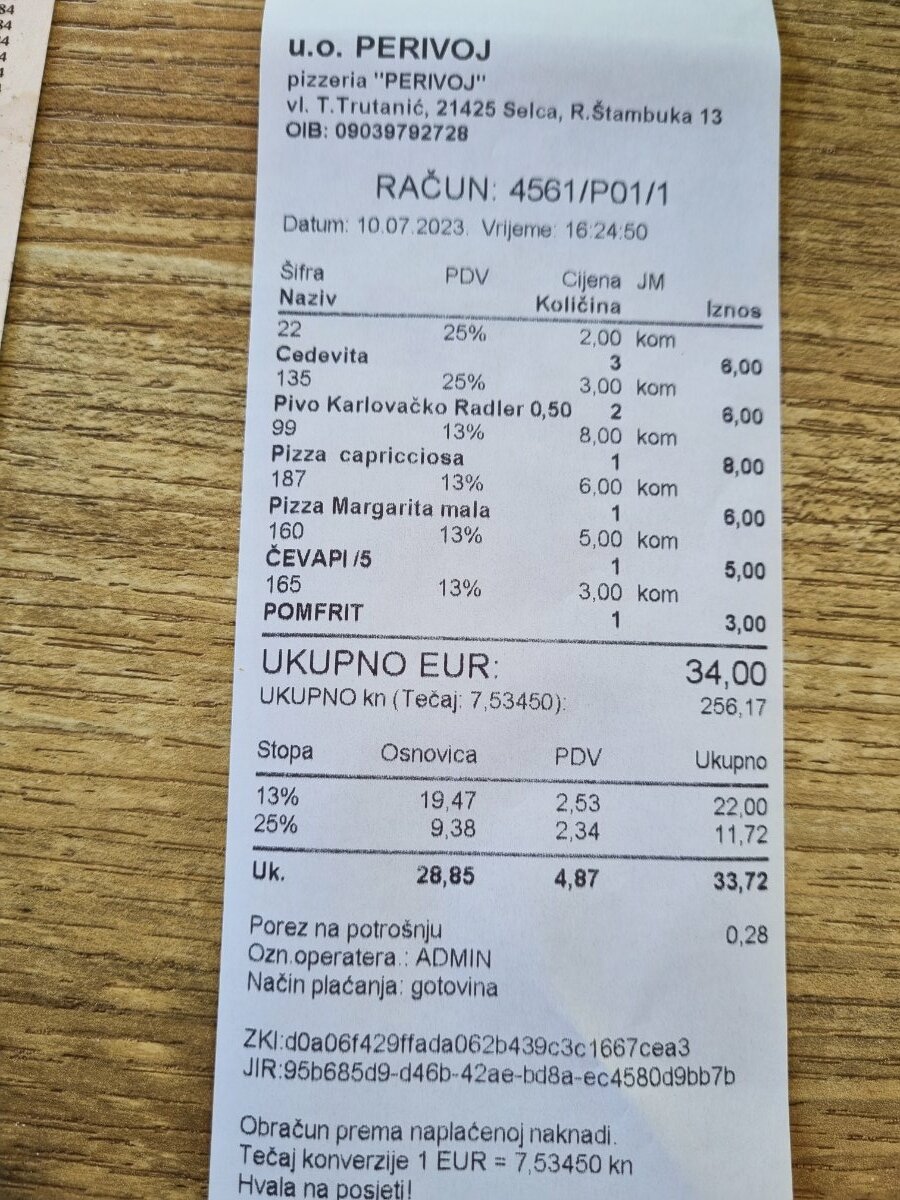 84
84
4
4
4
u.o. PERIVOJ
pizzeria "PERIVOJ"
vl. T.Trutanić, 21425 Selca, R.Štambuka 13
OIB: 09039792728
RAČUN: 4561/P01/1
Datum: 10.07.2023. Vrijeme: 16:24:50
Šifra PDV Cijena JM
Naziv Količina Iznos
22 25% 2,00 kom
Cedevita 3 6,00
135 25% 3,00 kom
Pivo Karlovačko Radler 0,50 2 6,00
99 13% 8,00 kom
Pizza capricciosa 1 8,00
187 13% 6,00 kom
Pizza Margarita mala 1 6,00
160 13% 5,00 kom
ČEVAPI /5 1 5,00
165 13% 3,00 kom
POMFRIT 1 3,00
UKUPNO EUR: 34,00
UKUPNO kn (Tečaj: 7,53450): 256,17
Stopa Osnovica PDV Ukupno
13% 19,47 2,53 22,00
25% 9,38 2,34 11,72
Uk. 28,85 4,87 33,72
Porez na potrošnju 0,28
Ozn.operatera.: ADMIN
Način plaćanja: gotovina
ZKI:d0a06f429ffada062b439c3c1667cea3
JIR:95b685d9-d46b-42ae-bd8a-ec4580d9bb7b
Obračun prema naplaćenoj naknadi.
Tečaj konverzije 1 EUR = 7,53450 kn
Hvala na posjeti!